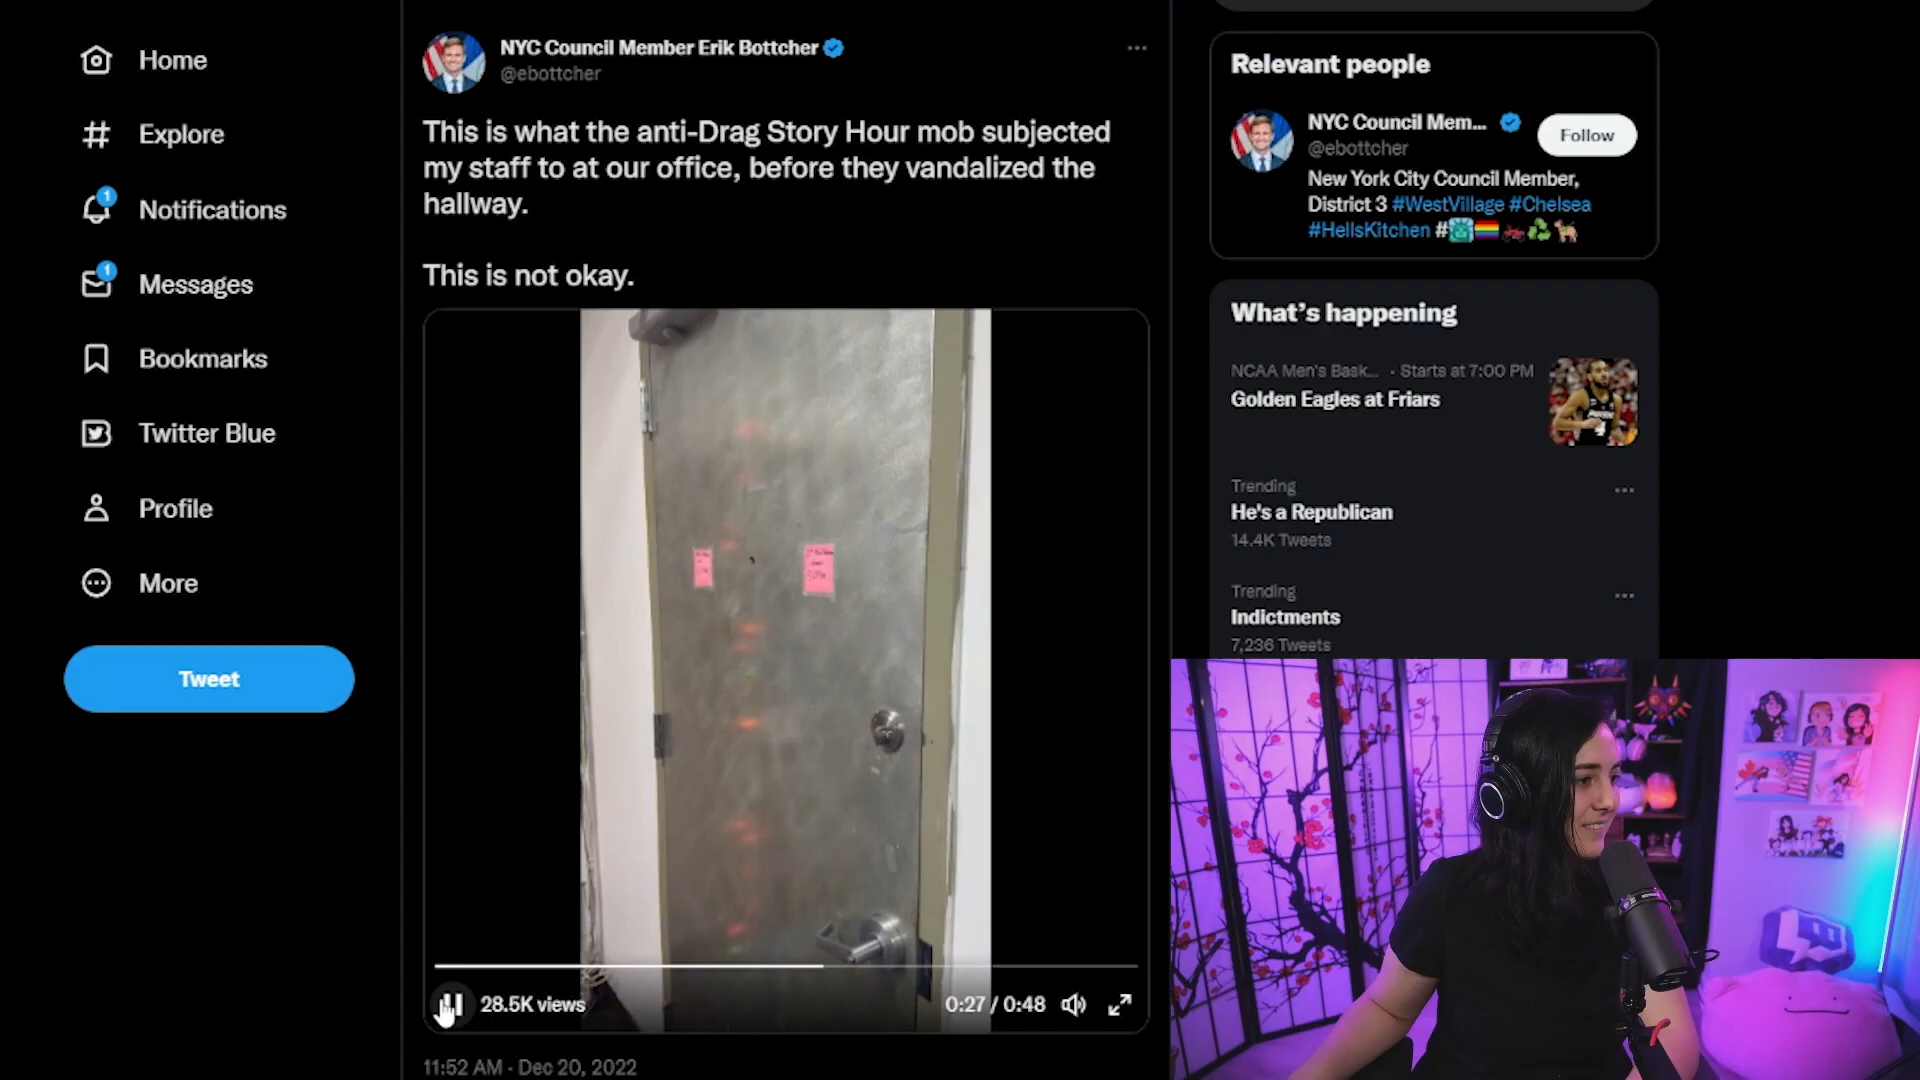 Home
Explore
1
Notifications
1
Messages
Bookmarks
Twitter Blue
Profile
More
Tweet
NYC Council Member Erik Bottcher
@ebottcher
This is what the anti-Drag Story Hour mob subjected
my staff to at our office, before they vandalized the
hallway.
This is not okay.
28.5K views
0:27 / 0:48
11:52 AM · Dec 20, 2022
Relevant people
NYC Council Mem...
@ebottcher
Follow
New York City Council Member,
District 3 #WestVillage #Chelsea
#HellsKitchen #🗽🏳️‍🌈🚲♻️🐕
What's happening
NCAA Men's Bask... · Starts at 7:00 PM
Golden Eagles at Friars
Trending
He's a Republican
14.4K Tweets
Trending
Indictments
7,236 Tweets